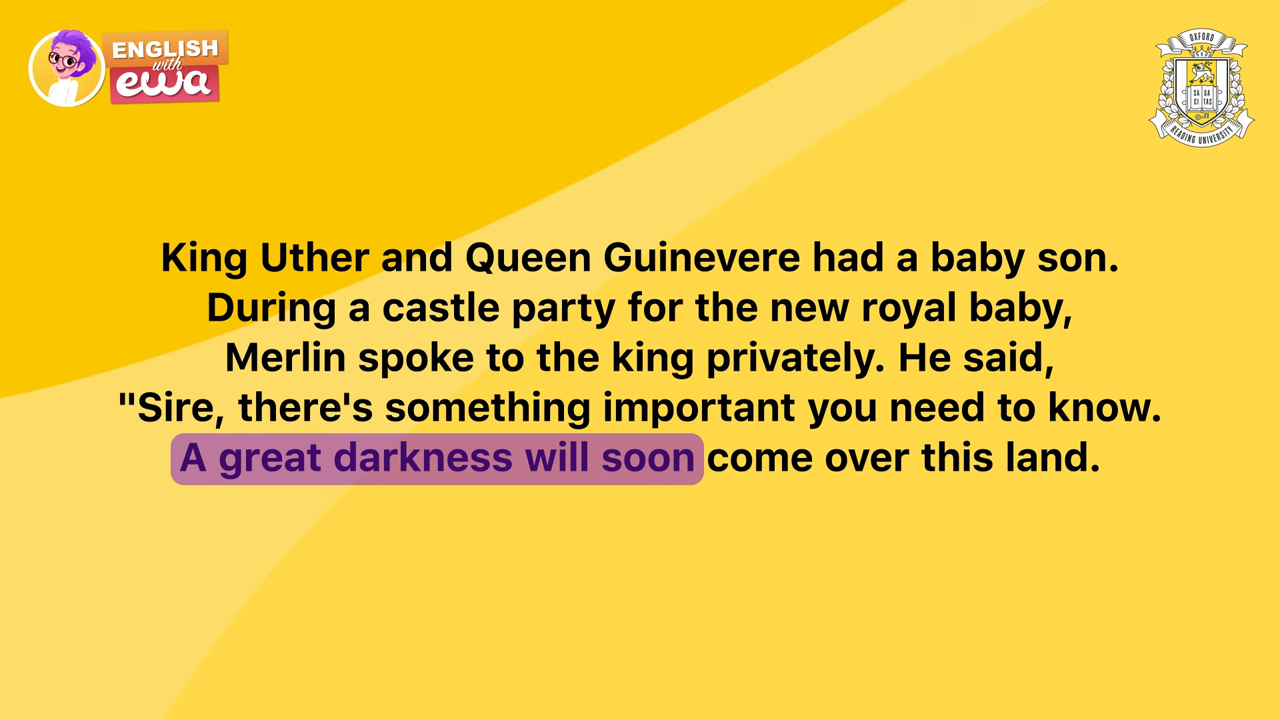 ENGLISH
with
ewa
OXFORD
SA GA
CI TAS
READING UNIVERSITY
King Uther and Queen Guinevere had a baby son.
During a castle party for the new royal baby,
Merlin spoke to the king privately. He said,
"Sire, there's something important you need to know.
A great darkness will soon come over this land.